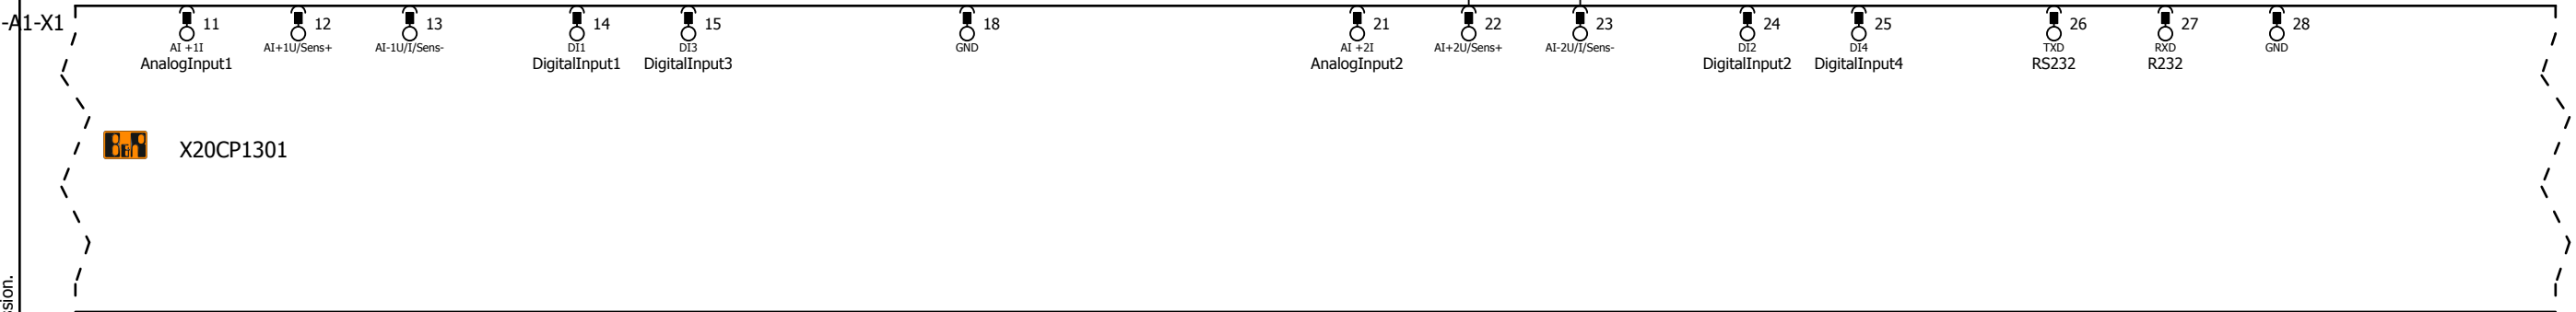 -A1-X1
11 12 13 14 15 18 21 22 23 24 25 26 27 28
AI +1I AI+1U/Sens+ AI-1U/I/Sens- DI1 DI3 GND AI +2I AI+2U/Sens+ AI-2U/I/Sens- DI2 DI4 TXD RXD GND
AnalogInput1 DigitalInput1 DigitalInput3 AnalogInput2 DigitalInput2 DigitalInput4 RS232 R232
B&R X20CP1301